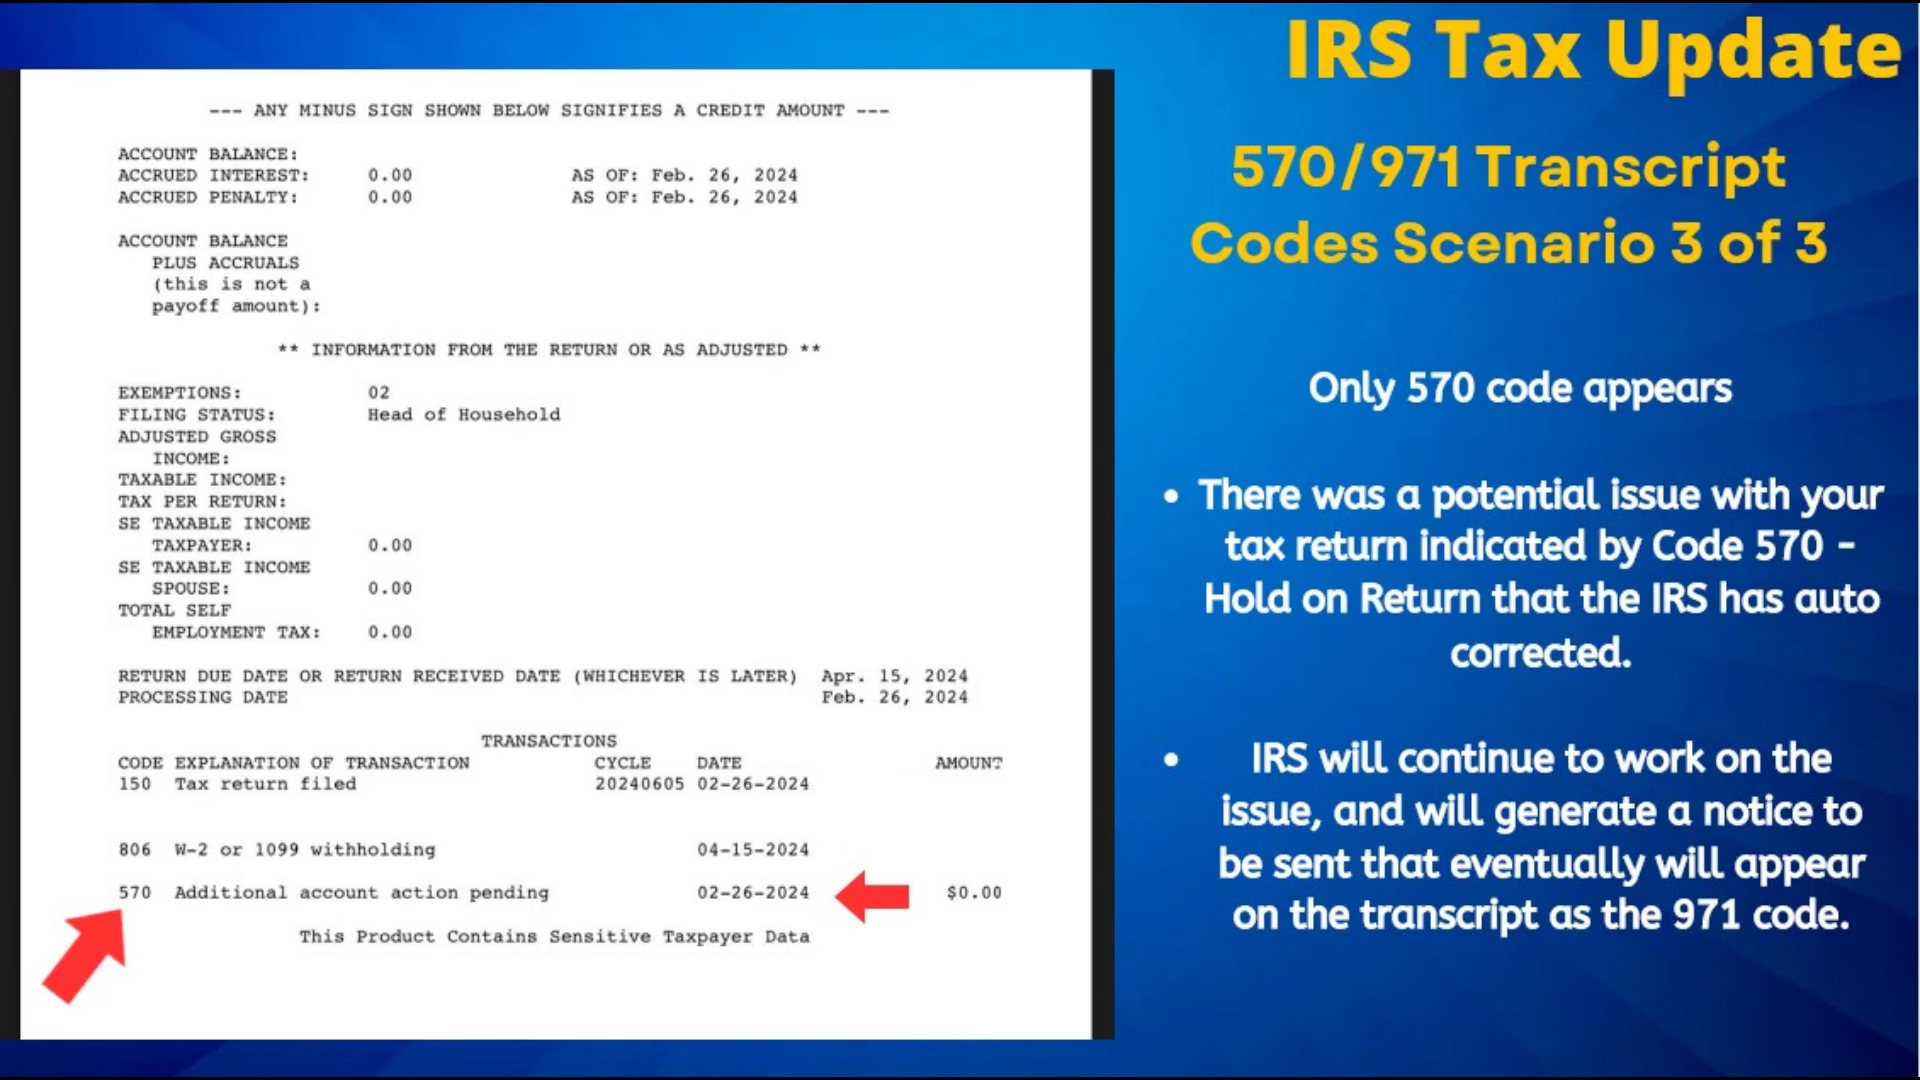 --- ANY MINUS SIGN SHOWN BELOW SIGNIFIES A CREDIT AMOUNT ---
ACCOUNT BALANCE:
ACCRUED INTEREST: 0.00 AS OF: Feb. 26, 2024
ACCRUED PENALTY: 0.00 AS OF: Feb. 26, 2024
ACCOUNT BALANCE
PLUS ACCRUALS
(this is not a
payoff amount):
** INFORMATION FROM THE RETURN OR AS ADJUSTED **
EXEMPTIONS: 02
FILING STATUS: Head of Household
ADJUSTED GROSS
INCOME:
TAXABLE INCOME:
TAX PER RETURN:
SE TAXABLE INCOME
TAXPAYER: 0.00
SE TAXABLE INCOME
SPOUSE: 0.00
TOTAL SELF
EMPLOYMENT TAX: 0.00
RETURN DUE DATE OR RETURN RECEIVED DATE (WHICHEVER IS LATER) Apr. 15, 2024
PROCESSING DATE Feb. 26, 2024
TRANSACTIONS
CODE EXPLANATION OF TRANSACTION CYCLE DATE AMOUNT
150 Tax return filed 20240605 02-26-2024
806 W-2 or 1099 withholding 04-15-2024
570 Additional account action pending 02-26-2024 $0.00
This Product Contains Sensitive Taxpayer Data
IRS Tax Update
570/971 Transcript
Codes Scenario 3 of 3
Only 570 code appears
• There was a potential issue with your
tax return indicated by Code 570 -
Hold on Return that the IRS has auto
corrected.
• IRS will continue to work on the
issue, and will generate a notice to
be sent that eventually will appear
on the transcript as the 971 code.